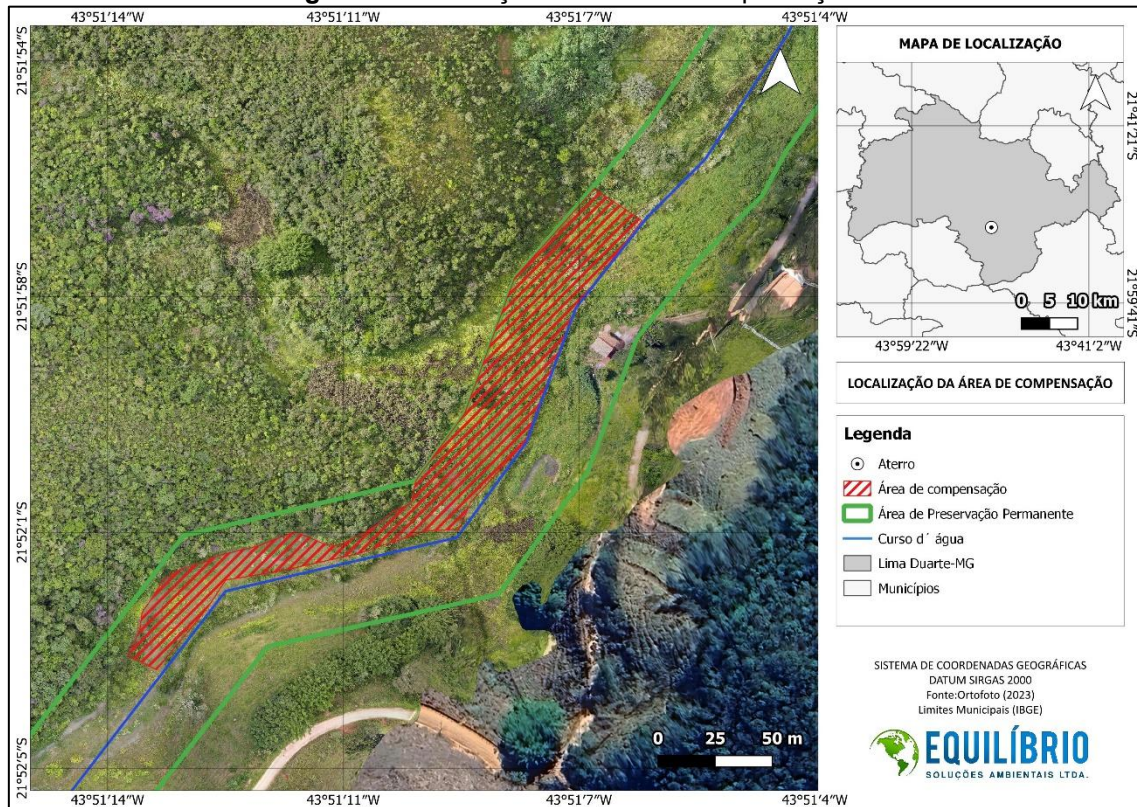 43°51'14"W 43°51'11"W 43°51'7"W 43°51'4"W
21°51'54"S
21°51'58"S
21°52'1"S
21°52'5"S
0 25 50 m
43°51'14"W 43°51'11"W 43°51'7"W 43°51'4"W
MAPA DE LOCALIZAÇÃO
21°41'21"S
21°59'41"S
0 5 10 km
43°59'22"W 43°41'2"W
LOCALIZAÇÃO DA ÁREA DE COMPENSAÇÃO
Legenda
Aterro
Área de compensação
Área de Preservação Permanente
Curso d´ água
Lima Duarte-MG
Municípios
SISTEMA DE COORDENADAS GEOGRÁFICAS
DATUM SIRGAS 2000
Fonte:Ortofoto (2023)
Limites Municipais (IBGE)
EQUILÍBRIO
SOLUÇÕES AMBIENTAIS LTDA.